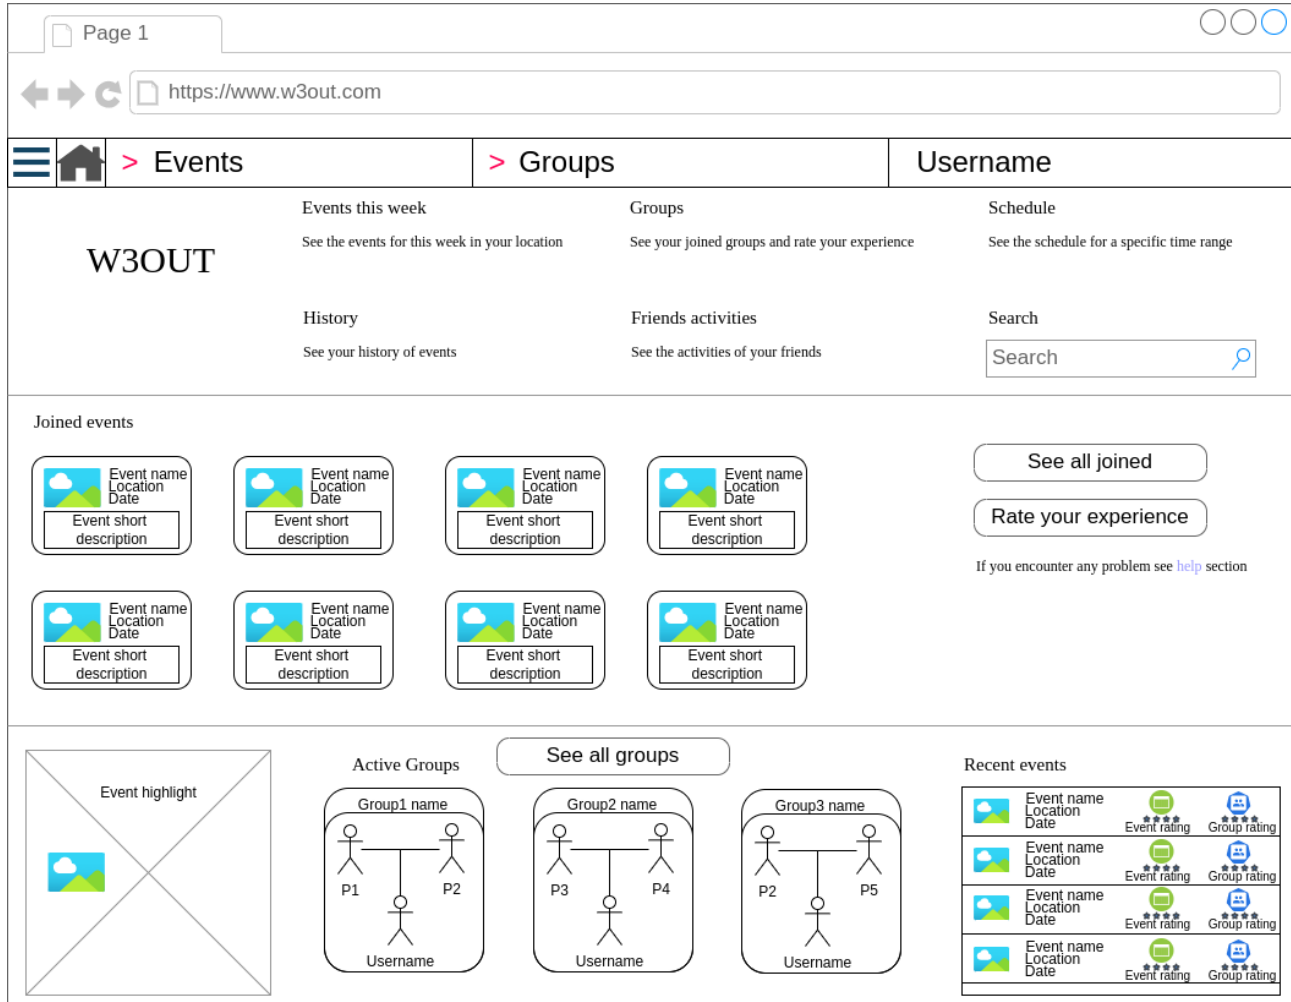 Page 1
https://www.w3out.com
> Events
> Groups
Username
W3OUT
Events this week
See the events for this week in your location
Groups
See your joined groups and rate your experience
Schedule
See the schedule for a specific time range
History
See your history of events
Friends activities
See the activities of your friends
Search
Search
Joined events
Event name
Location
Date
Event short
description
Event name
Location
Date
Event short
description
Event name
Location
Date
Event short
description
Event name
Location
Date
Event short
description
See all joined
Rate your experience
If you encounter any problem see help section
Event name
Location
Date
Event short
description
Event name
Location
Date
Event short
description
Event name
Location
Date
Event short
description
Event name
Location
Date
Event short
description
Event highlight
Active Groups
See all groups
Group1 name
P1
P2
Username
Group2 name
P3
P4
Username
Group3 name
P2
P5
Username
Recent events
Event name
Location
Date
Event rating
Group rating
Event name
Location
Date
Event rating
Group rating
Event name
Location
Date
Event rating
Group rating
Event name
Location
Date
Event rating
Group rating